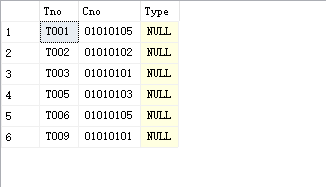 Tno Cno Type
1 T001 01010105 NULL
2 T002 01010102 NULL
3 T003 01010101 NULL
4 T005 01010103 NULL
5 T006 01010105 NULL
6 T009 01010101 NULL